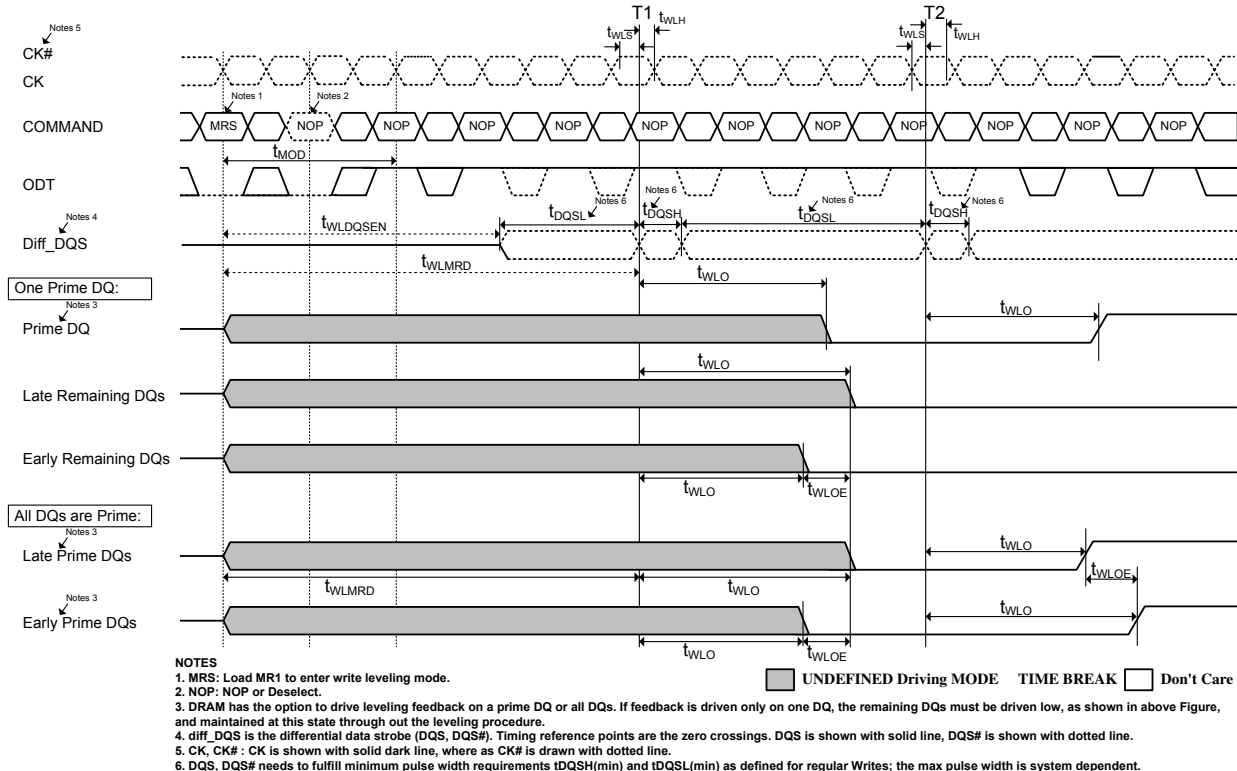 T1 T2
Notes 5
tWLS tWLH tWLS tWLH
CK#
CK
Notes 1 Notes 2
COMMAND MRS NOP NOP NOP NOP NOP NOP NOP NOP NOP NOP NOP
tMOD
ODT
Notes 4 Notes 6 Notes 6 Notes 6 Notes 6
tDQSL tDQSH tDQSL tDQSH
tWLDQSEN
Diff_DQS
tWLMRD
tWLO
One Prime DQ:
Notes 3
Prime DQ
tWLO
tWLO
Late Remaining DQs
Early Remaining DQs
tWLO tWLOE
All DQs are Prime:
Notes 3
Late Prime DQs
tWLO
tWLOE
tWLMRD tWLO
Notes 3
Early Prime DQs
tWLO
tWLO tWLOE
NOTES
UNDEFINED Driving MODE TIME BREAK Don't Care
1. MRS: Load MR1 to enter write leveling mode.
2. NOP: NOP or Deselect.
3. DRAM has the option to drive leveling feedback on a prime DQ or all DQs. If feedback is driven only on one DQ, the remaining DQs must be driven low, as shown in above Figure,
and maintained at this state through out the leveling procedure.
4. diff_DQS is the differential data strobe (DQS, DQS#). Timing reference points are the zero crossings. DQS is shown with solid line, DQS# is shown with dotted line.
5. CK, CK# : CK is shown with solid dark line, where as CK# is drawn with dotted line.
6. DQS, DQS# needs to fulfill minimum pulse width requirements tDQSH(min) and tDQSL(min) as defined for regular Writes; the max pulse width is system dependent.